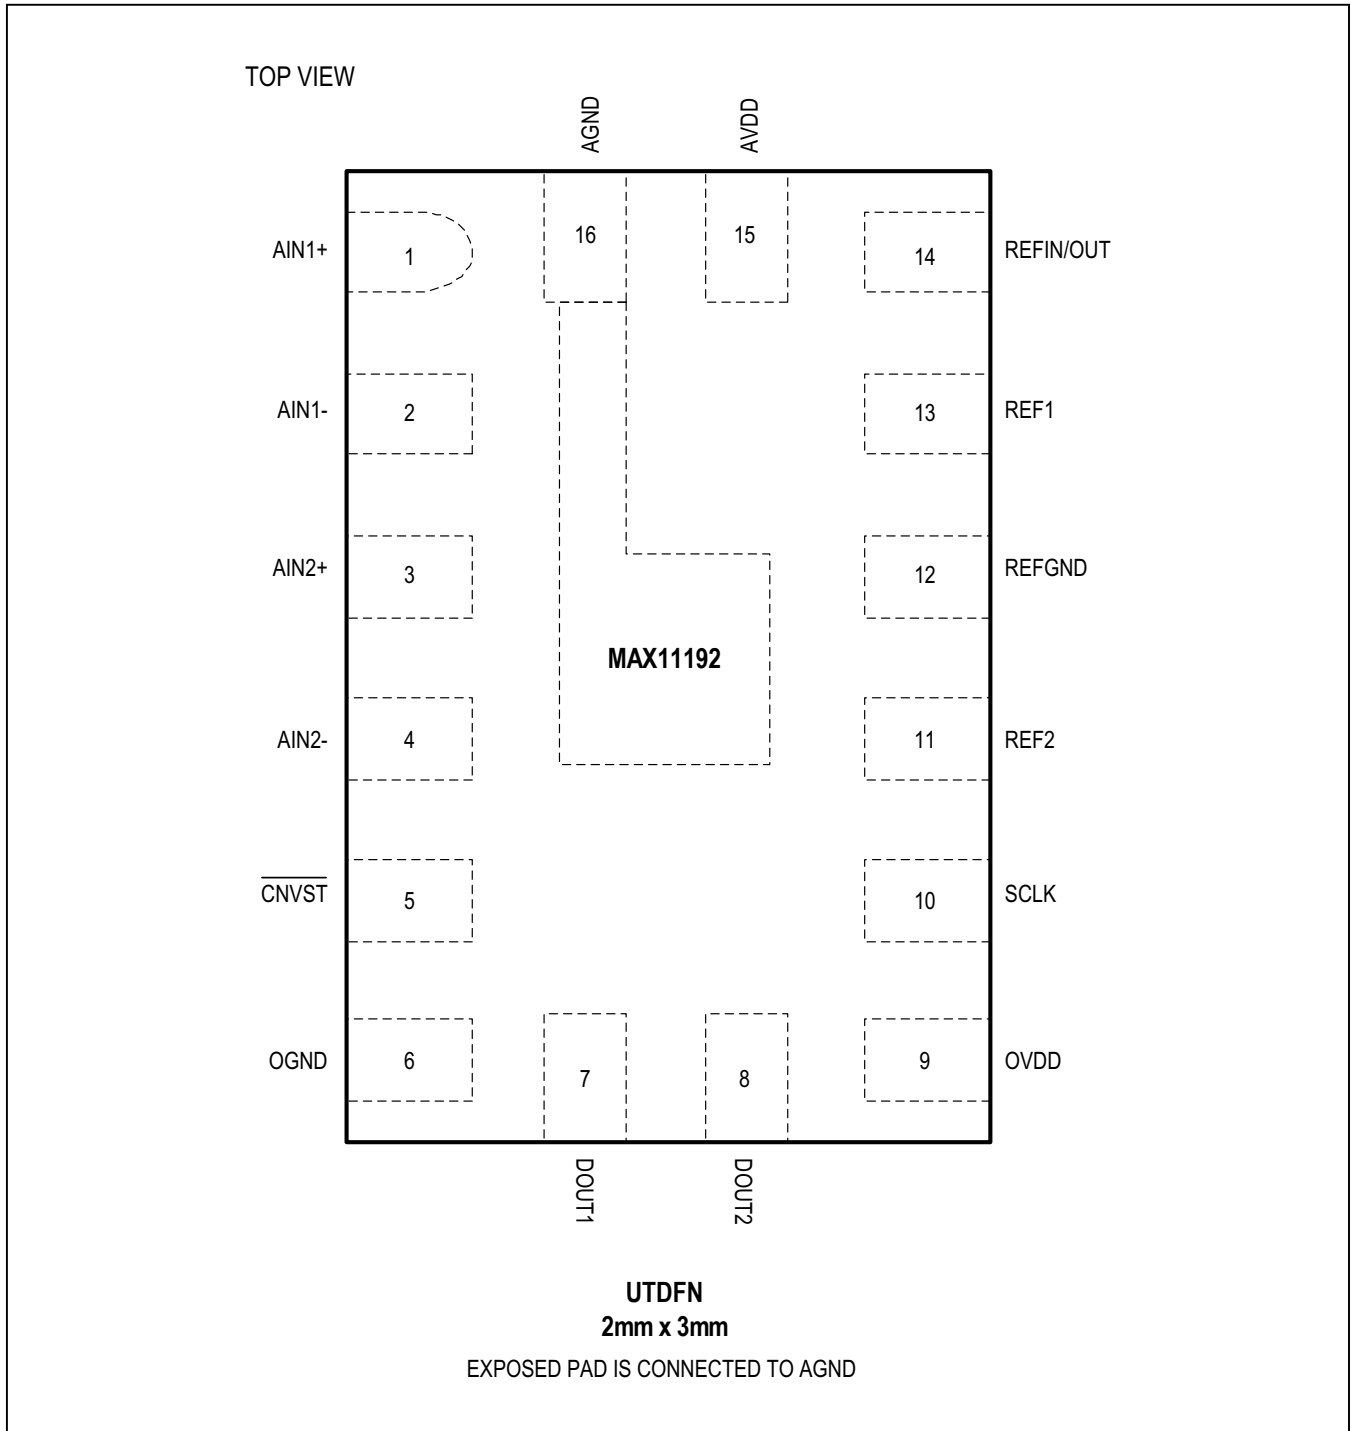 TOP VIEW
AGND
AVDD
16
15
AIN1+
1
14
REFIN/OUT
AIN1-
2
13
REF1
AIN2+
3
12
REFGND
MAX11192
AIN2-
4
11
REF2
CNVST
5
10
SCLK
OGND
6
9
OVDD
7
8
DOUT1
DOUT2
UTDFN
2mm x 3mm
EXPOSED PAD IS CONNECTED TO AGND